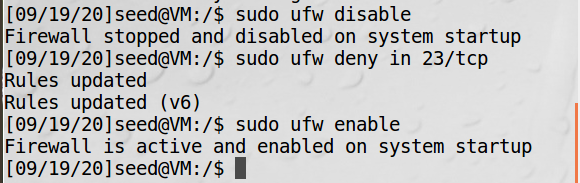 [09/19/20]seed@VM:/$ sudo ufw disable
Firewall stopped and disabled on system startup
[09/19/20]seed@VM:/$ sudo ufw deny in 23/tcp
Rules updated
Rules updated (v6)
[09/19/20]seed@VM:/$ sudo ufw enable
Firewall is active and enabled on system startup
[09/19/20]seed@VM:/$